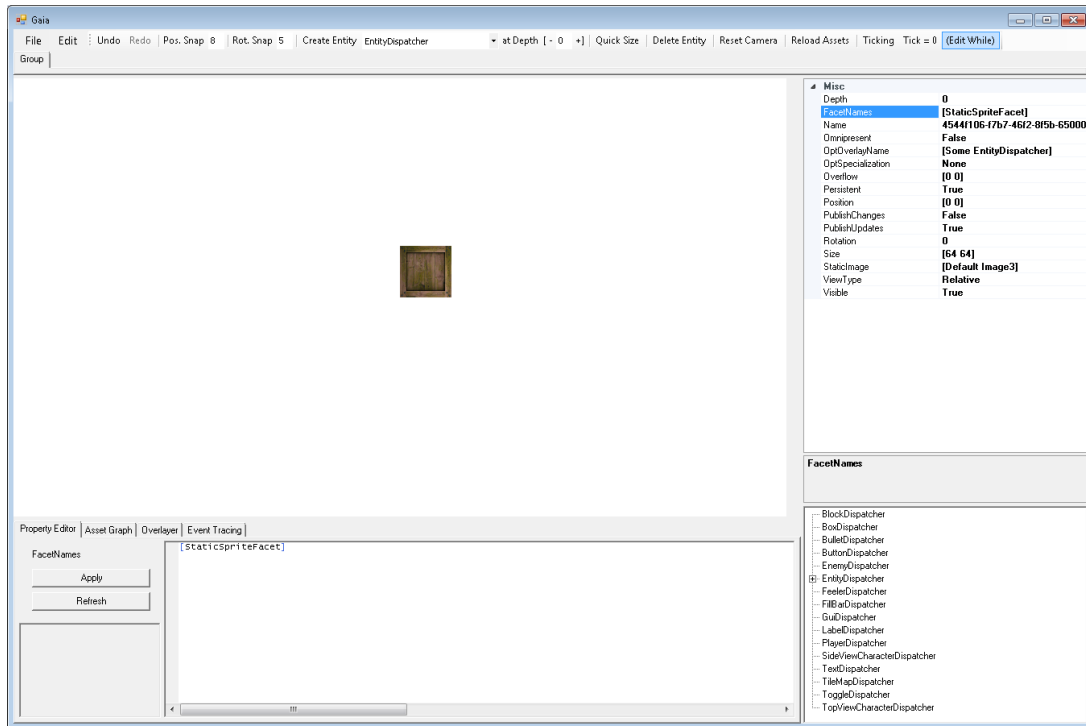 Gaia
File Edit Undo Redo Pos. Snap 8 Rot. Snap 5 Create Entity EntityDispatcher at Depth [ - 0 +] Quick Size Delete Entity Reset Camera Reload Assets Ticking Tick = 0 (Edit While)
Group
Misc
Depth 0
FacetNames [StaticSpriteFacet]
Name 4544f106-f7b7-46f2-8f5b-65000
Omnipresent False
OptOverlayName [Some EntityDispatcher]
OptSpecialization None
Overflow [0 0]
Persistent True
Position [0 0]
PublishChanges False
PublishUpdates True
Rotation 0
Size [64 64]
StaticImage [Default Image3]
ViewType Relative
Visible True
FacetNames
Property Editor Asset Graph Overlayer Event Tracing
FacetNames
Apply
Refresh
[StaticSpriteFacet]
BlockDispatcher
BoxDispatcher
BulletDispatcher
ButtonDispatcher
EnemyDispatcher
EntityDispatcher
FeelerDispatcher
FillBarDispatcher
GuiDispatcher
LabelDispatcher
PlayerDispatcher
SideViewCharacterDispatcher
TextDispatcher
TileMapDispatcher
ToggleDispatcher
TopViewCharacterDispatcher